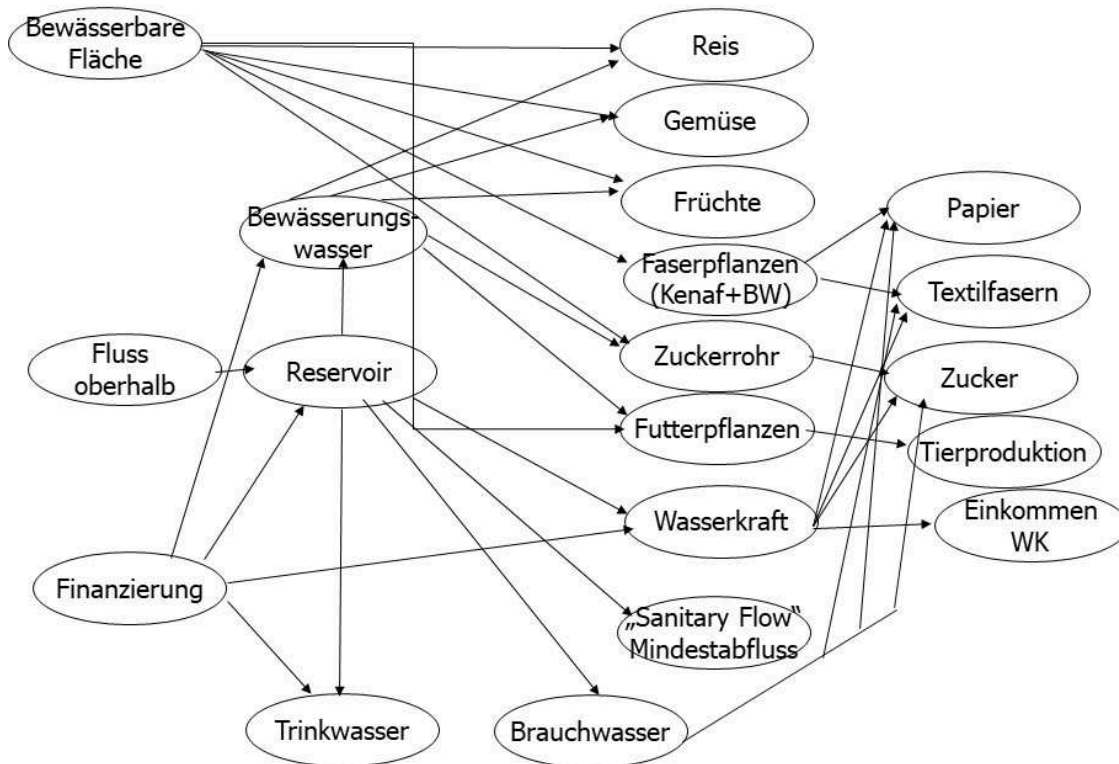 Bewässerbare
Fläche
Reis
Gemüse
Früchte
Bewässerungs-
wasser
Papier
Faserpflanzen
(Kenaf+BW)
Textilfasern
Fluss
oberhalb
Reservoir
Zuckerrohr
Zucker
Futterpflanzen
Tierproduktion
Wasserkraft
Einkommen
WK
Finanzierung
„Sanitary Flow“
Mindestabfluss
Trinkwasser
Brauchwasser